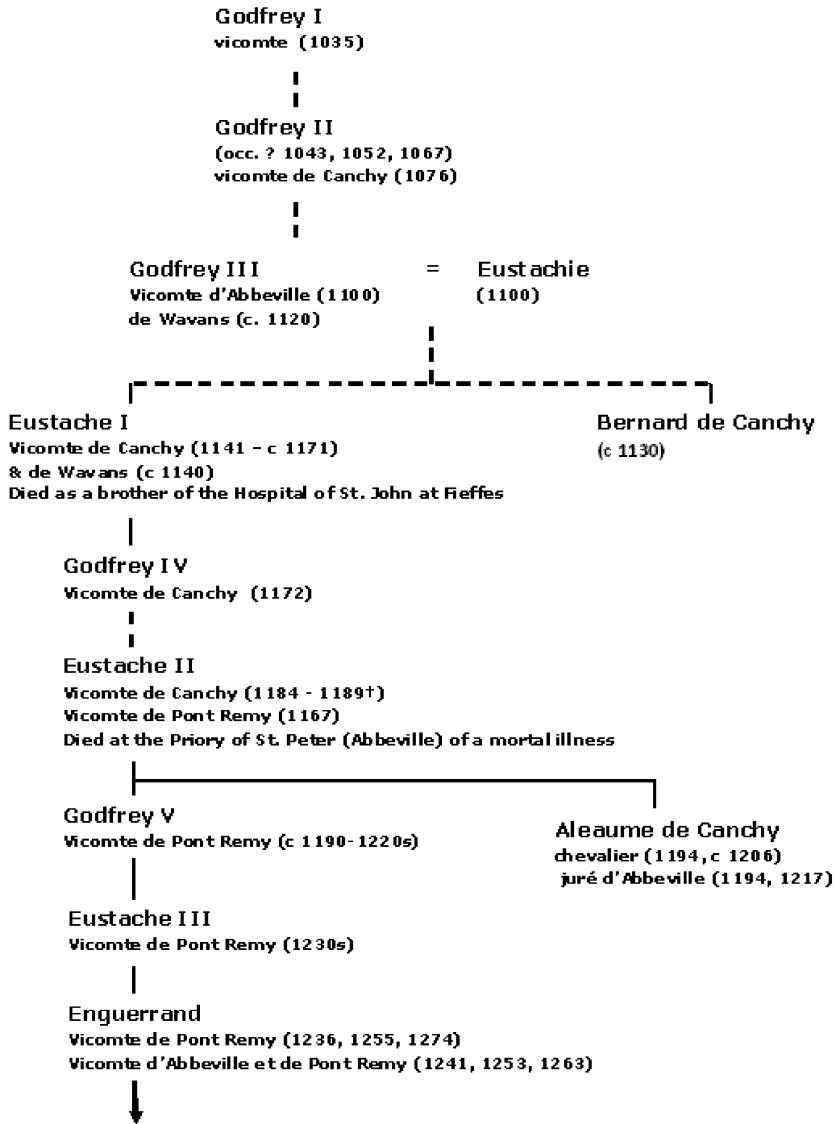 Godfrey I
vicomte (1035)
Godfrey II
(occ. ? 1043, 1052, 1067)
vicomte de Canchy (1076)
Godfrey III = Eustachie
Vicomte d'Abbeville (1100) (1100)
de Wavans (c. 1120)
Eustache I
Vicomte de Canchy (1141 – c 1171)
& de Wavans (c 1140)
Died as a brother of the Hospital of St. John at Fieffes
Bernard de Canchy
(c 1130)
Godfrey IV
Vicomte de Canchy (1172)
Eustache II
Vicomte de Canchy (1184 - 1189†)
Vicomte de Pont Remy (1167)
Died at the Priory of St. Peter (Abbeville) of a mortal illness
Godfrey V
Vicomte de Pont Remy (c 1190-1220s)
Aleaume de Canchy
chevalier (1194, c 1206)
juré d'Abbeville (1194, 1217)
Eustache III
Vicomte de Pont Remy (1230s)
Enguerrand
Vicomte de Pont Remy (1236, 1255, 1274)
Vicomte d'Abbeville et de Pont Remy (1241, 1253, 1263)